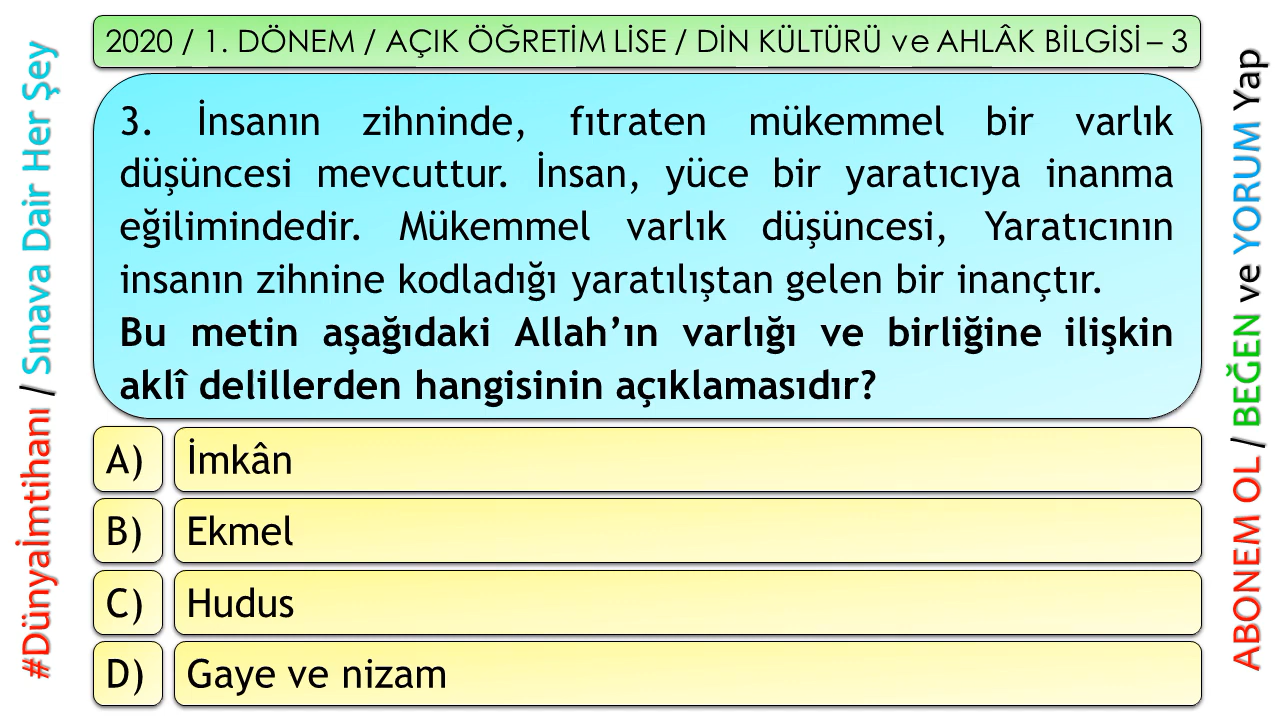 2020 / 1. DÖNEM / AÇIK ÖĞRETİM LİSE / DİN KÜLTÜRÜ ve AHLÂK BİLGİSİ – 3
3. İnsanın zihninde, fıtraten mükemmel bir varlık
düşüncesi mevcuttur. İnsan, yüce bir yaratıcıya inanma
eğilimindedir. Mükemmel varlık düşüncesi, Yaratıcının
insanın zihnine kodladığı yaratılıştan gelen bir inançtır.
Bu metin aşağıdaki Allah’ın varlığı ve birliğine ilişkin
aklî delillerden hangisinin açıklamasıdır?
A) İmkân
B) Ekmel
C) Hudus
D) Gaye ve nizam
#Dünyaİmtihanı / Sınava Dair Her Şey
ABONEM OL / BEĞEN ve YORUM Yap